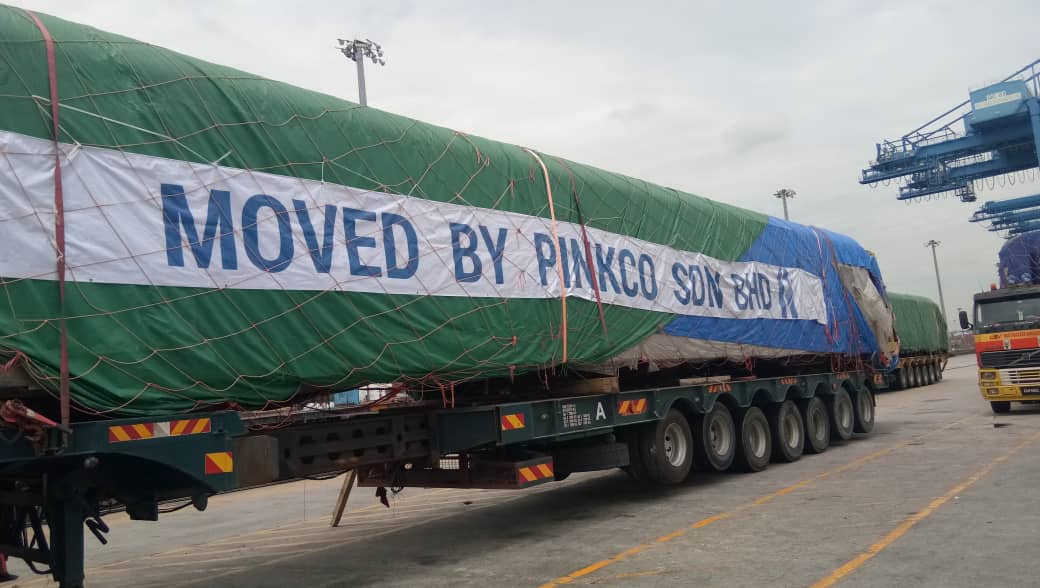 MOVED BY PINKCO SDN BHD
A